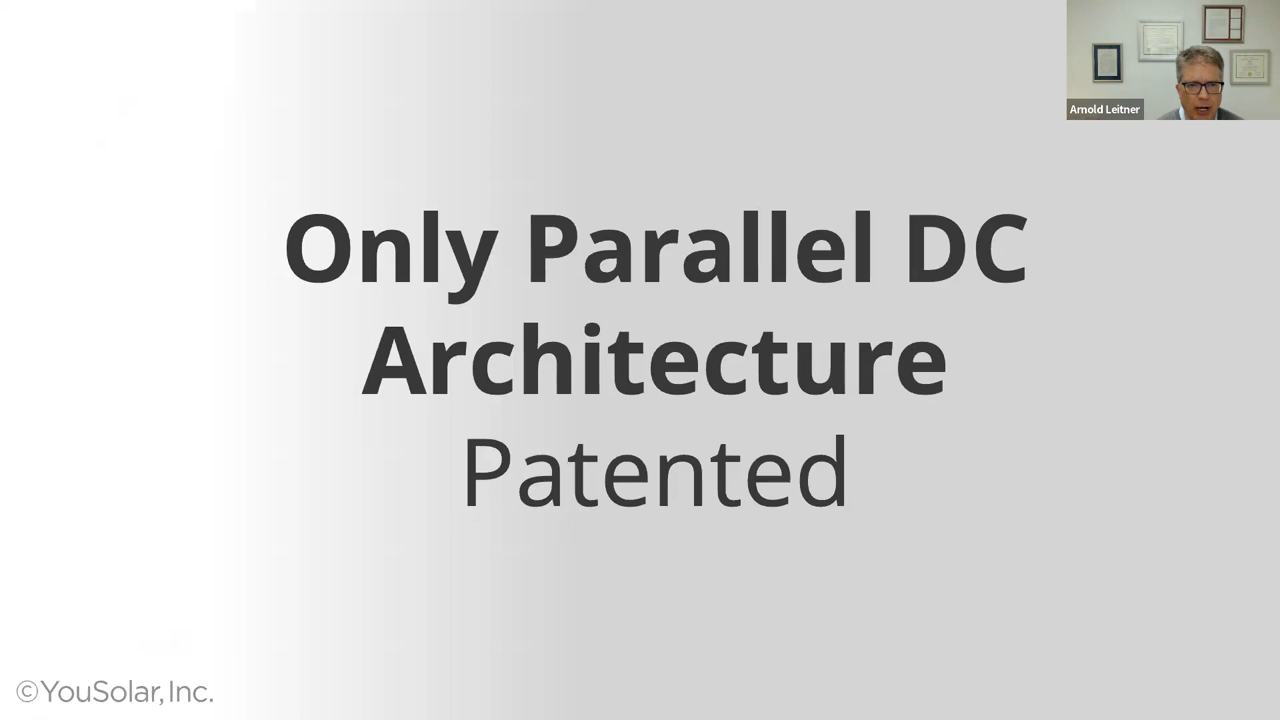 Only Parallel DC
Architecture
Patented
Arnold Leitner
©YouSolar, Inc.